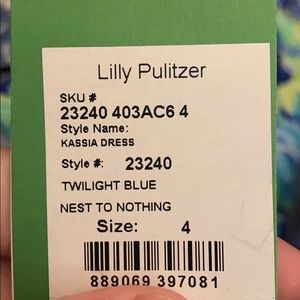 Lilly Pulitzer
SKU #
23240 403AC6 4
Style Name:
KASSIA DRESS
Style #: 23240
TWILIGHT BLUE
NEST TO NOTHING
Size: 4
889069 397081